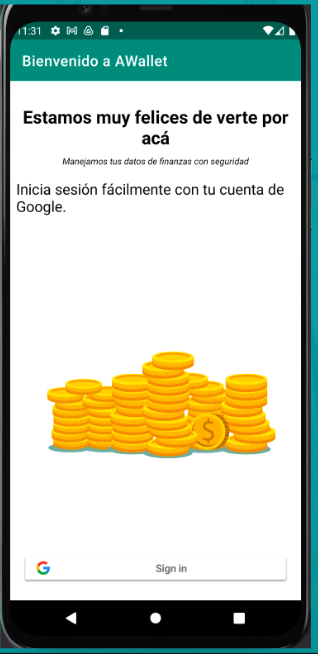 11:31
Bienvenido a AWallet
Estamos muy felices de verte por
acá
Manejamos tus datos de finanzas con seguridad
Inicia sesión fácilmente con tu cuenta de
Google.
$
G Sign in